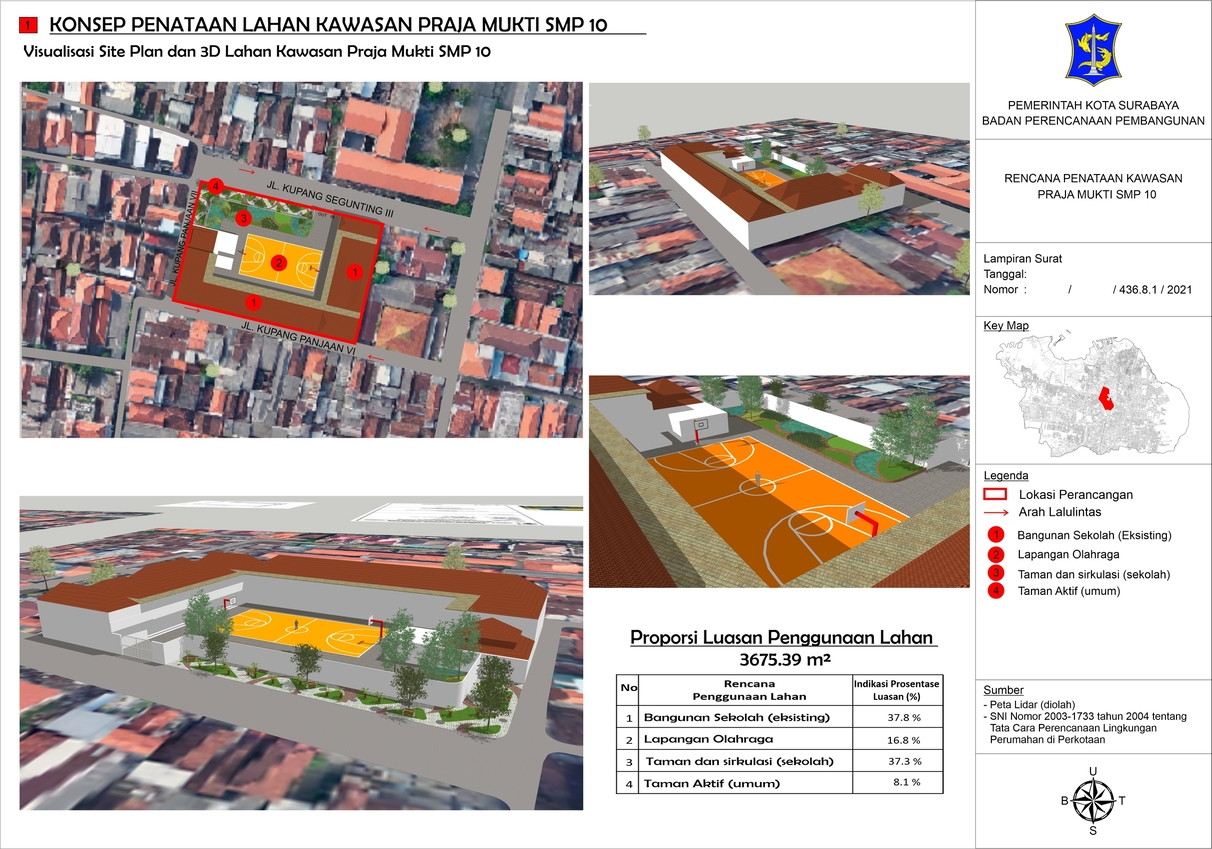 1 KONSEP PENATAAN LAHAN KAWASAN PRAJA MUKTI SMP 10
Visualisasi Site Plan dan 3D Lahan Kawasan Praja Mukti SMP 10
JL. KUPANG SEGUNTING III
JL. KUPANG PANJAAN VII
OUT
4
3
2
1
1
JL. KUPANG PANJAAN VI
Proporsi Luasan Penggunaan Lahan
3675.39 m²
No Rencana Penggunaan Lahan Indikasi Prosentase Luasan (%)
1 Bangunan Sekolah (eksisting) 37.8 %
2 Lapangan Olahraga 16.8 %
3 Taman dan sirkulasi (sekolah) 37.3 %
4 Taman Aktif (umum) 8.1 %
PEMERINTAH KOTA SURABAYA
BADAN PERENCANAAN PEMBANGUNAN
RENCANA PENATAAN KAWASAN
PRAJA MUKTI SMP 10
Lampiran Surat
Tanggal:
Nomor : / / 436.8.1 / 2021
Key Map
Legenda
Lokasi Perancangan
Arah Lalulintas
1 Bangunan Sekolah (Eksisting)
2 Lapangan Olahraga
3 Taman dan sirkulasi (sekolah)
4 Taman Aktif (umum)
Sumber
- Peta Lidar (diolah)
- SNI Nomor 2003-1733 tahun 2004 tentang
Tata Cara Perencanaan Lingkungan
Perumahan di Perkotaan
U
B T
S